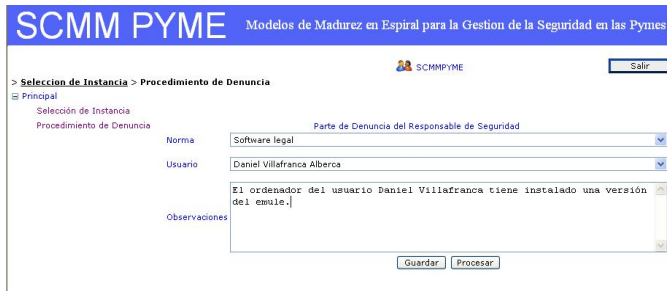 SCMM PYME Modelos de Madurez en Espiral para la Gestion de la Seguridad en las Pymes
SCMMPYME Salir
> Seleccion de Instancia > Procedimiento de Denuncia
Principal
Selección de Instancia
Procedimiento de Denuncia Parte de Denuncia del Responsable de Seguridad
Norma Software legal
Usuario Daniel Villafranca Alberca
El ordenador del usuario Daniel Villafranca tiene instalado una versión
del emule.
Observaciones
Guardar Procesar